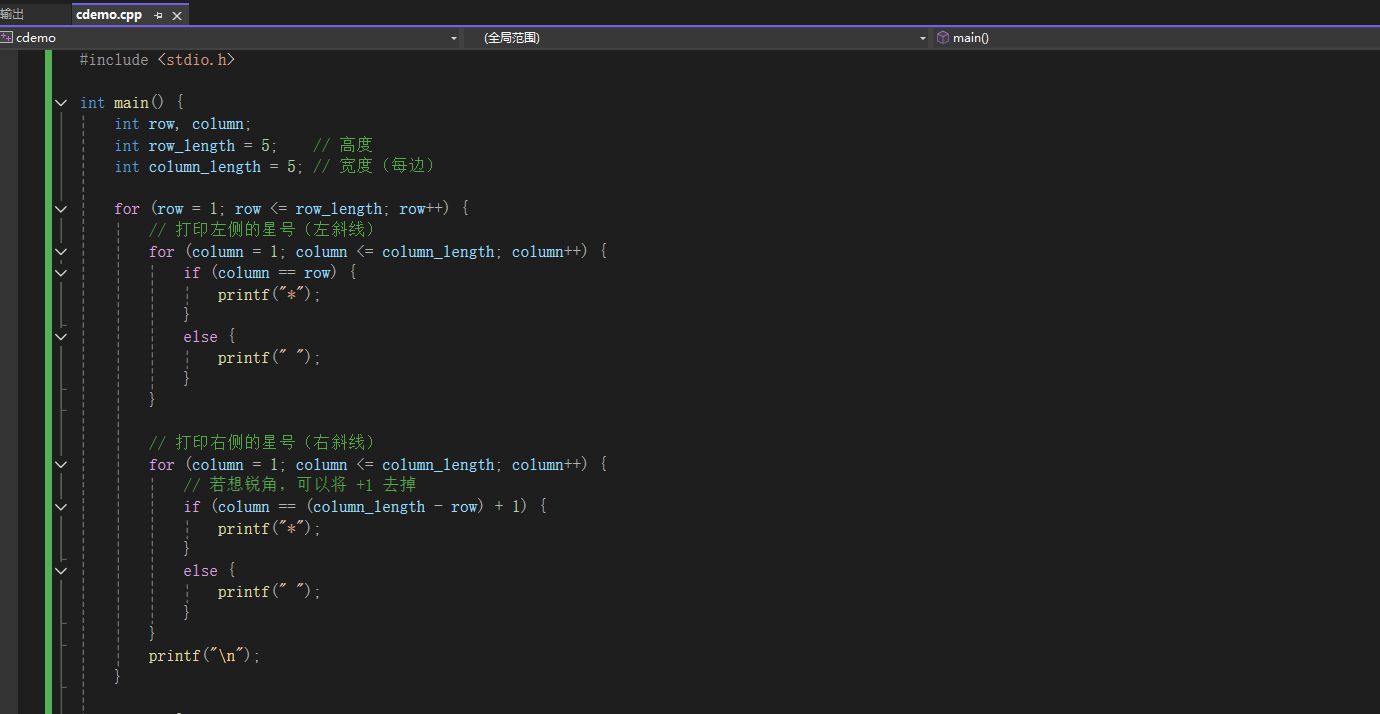 输出 cdemo.cpp
cdemo (全局范围) main()
#include <stdio.h>
int main() {
    int row, column;
    int row_length = 5;    // 高度
    int column_length = 5; // 宽度（每边）
    for (row = 1; row <= row_length; row++) {
        // 打印左侧的星号（左斜线）
        for (column = 1; column <= column_length; column++) {
            if (column == row) {
                printf("*");
            }
            else {
                printf(" ");
            }
        }
        // 打印右侧的星号（右斜线）
        for (column = 1; column <= column_length; column++) {
            // 若想锐角，可以将 +1 去掉
            if (column == (column_length - row) + 1) {
                printf("*");
            }
            else {
                printf(" ");
            }
        }
        printf("\n");
    }